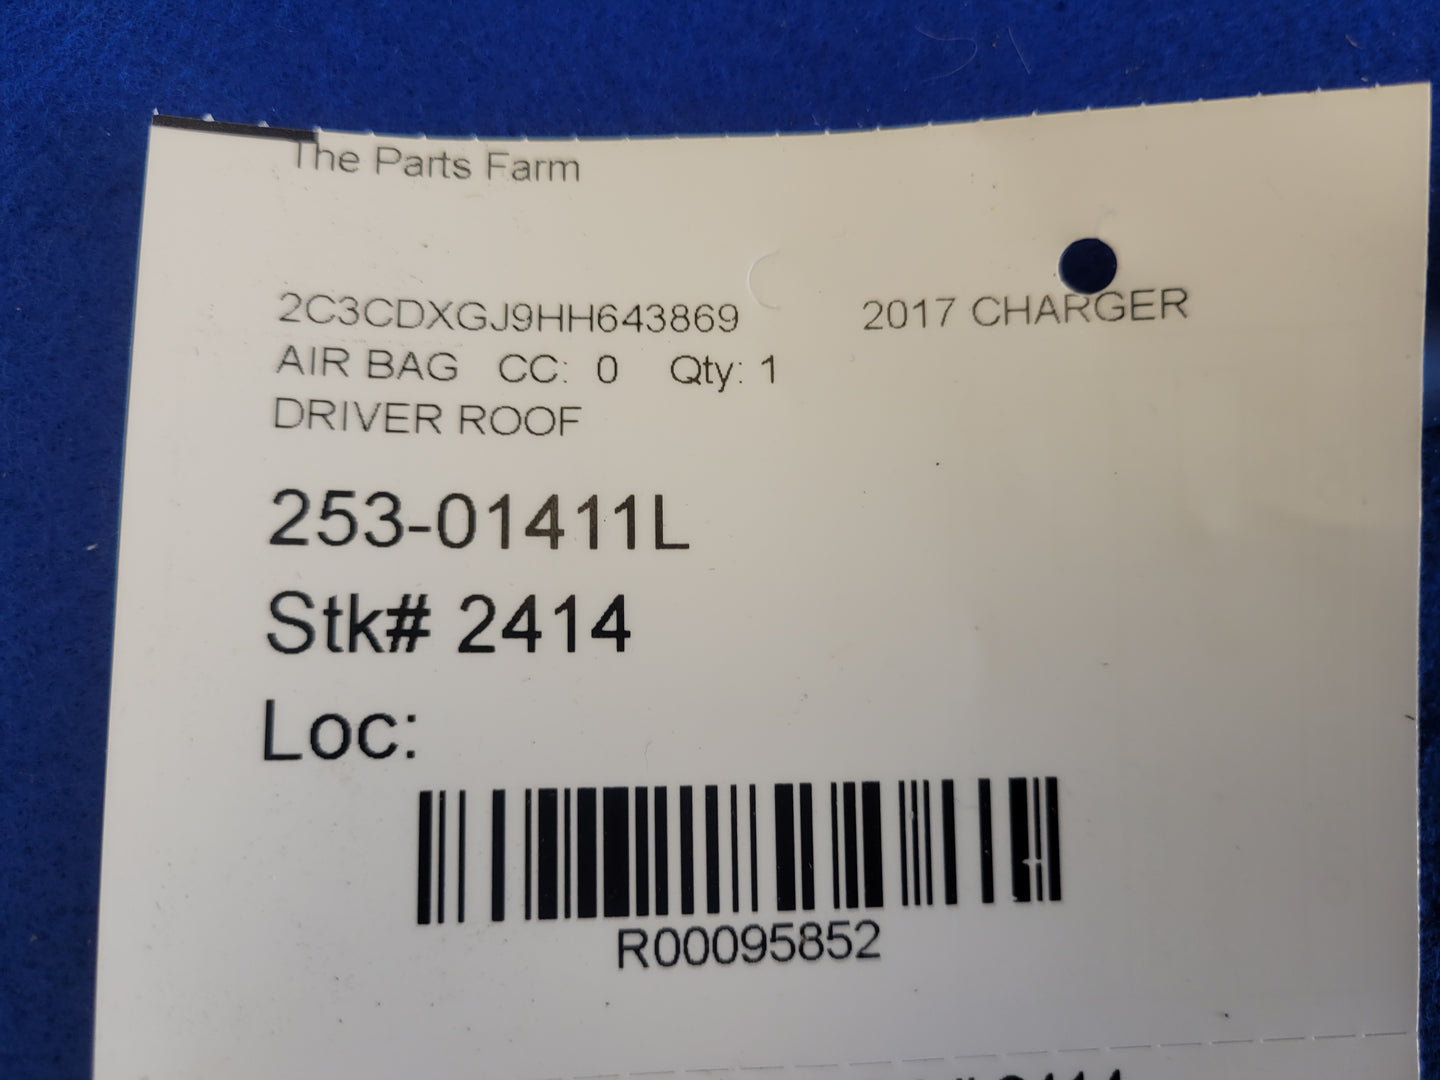 The Parts Farm
2C3CDXGJ9HH643869 2017 CHARGER
AIR BAG CC: 0 Qty: 1
DRIVER ROOF
253-01411L
Stk# 2414
Loc:
R00095852